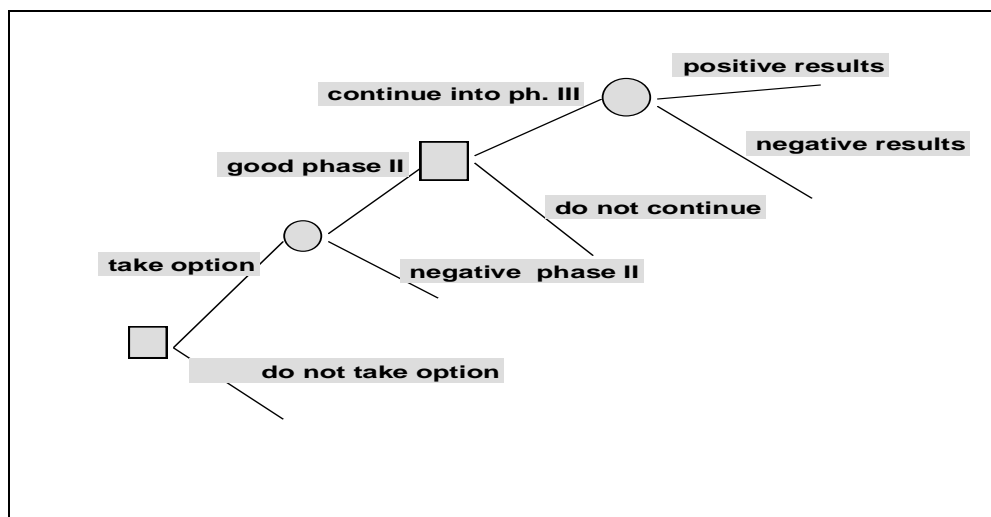 positive results
continue into ph. III
negative results
good phase II
do not continue
take option
negative phase II
do not take option